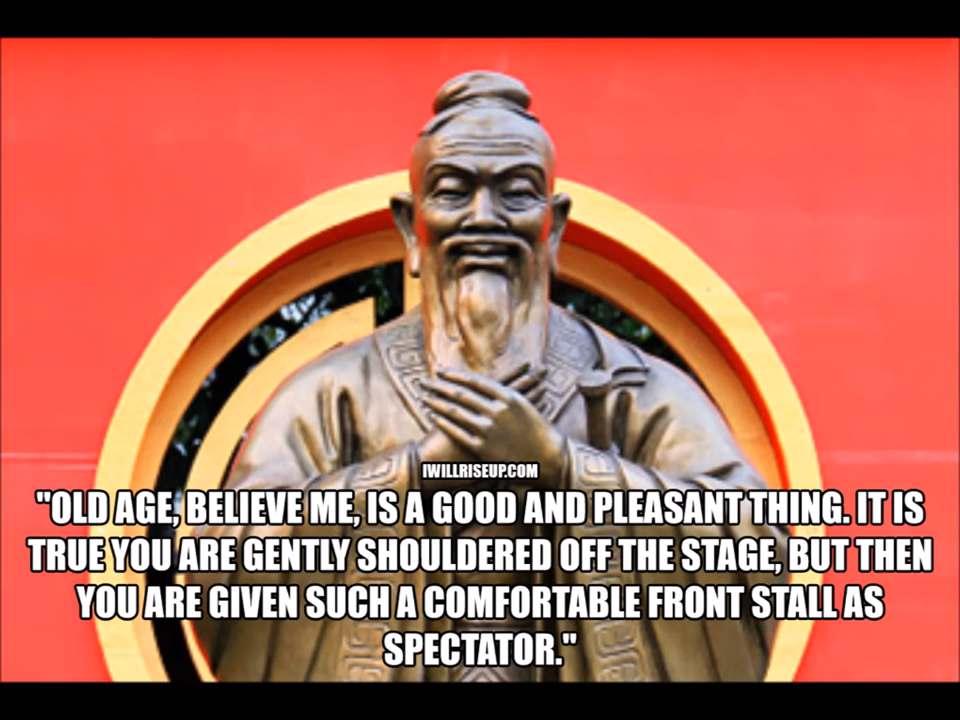 IWILLRISEUP.COM
"OLD AGE, BELIEVE ME, IS A GOOD AND PLEASANT THING. IT IS
TRUE YOU ARE GENTLY SHOULDERED OFF THE STAGE, BUT THEN
YOU ARE GIVEN SUCH A COMFORTABLE FRONT STALL AS
SPECTATOR."